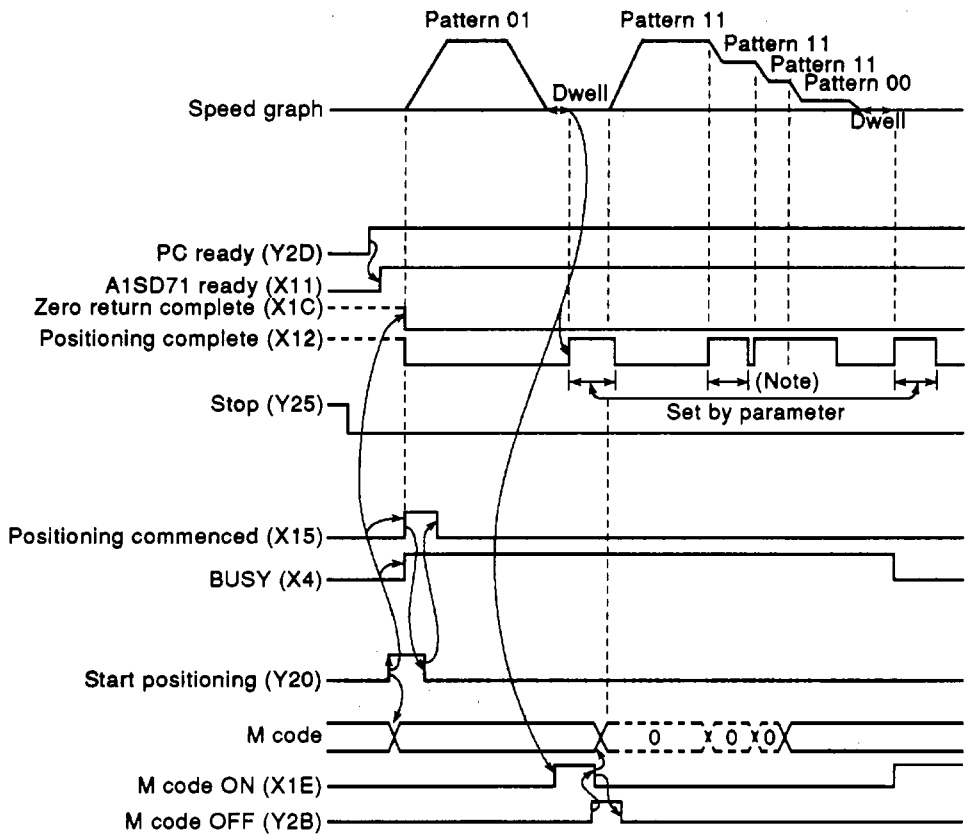 Pattern 01
Pattern 11
Pattern 11
Pattern 11
Pattern 00
Dwell
Speed graph
Dwell
PC ready (Y2D)
A1SD71 ready (X11)
Zero return complete (X1C)
Positioning complete (X12)
(Note)
Stop (Y25)
Set by parameter
Positioning commenced (X15)
BUSY (X4)
Start positioning (Y20)
M code
0
0
0
M code ON (X1E)
M code OFF (Y2B)